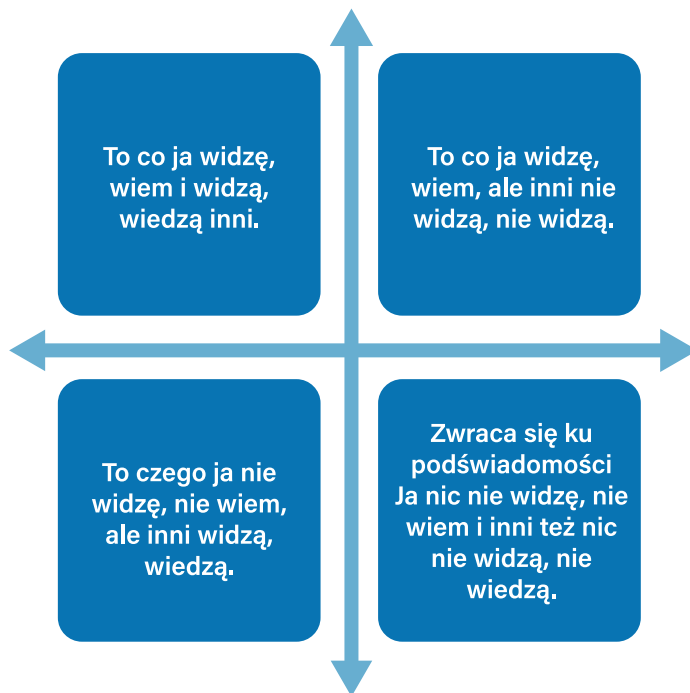 To co ja widzę,
wiem i widzą,
wiedzą inni.
To co ja widzę,
wiem, ale inni nie
widzą, nie widzą.
To czego ja nie
widzę, nie wiem,
ale inni widzą,
wiedzą.
Zwraca się ku
podświadomości
Ja nic nie widzę, nie
wiem i inni też nic
nie widzą, nie
wiedzą.